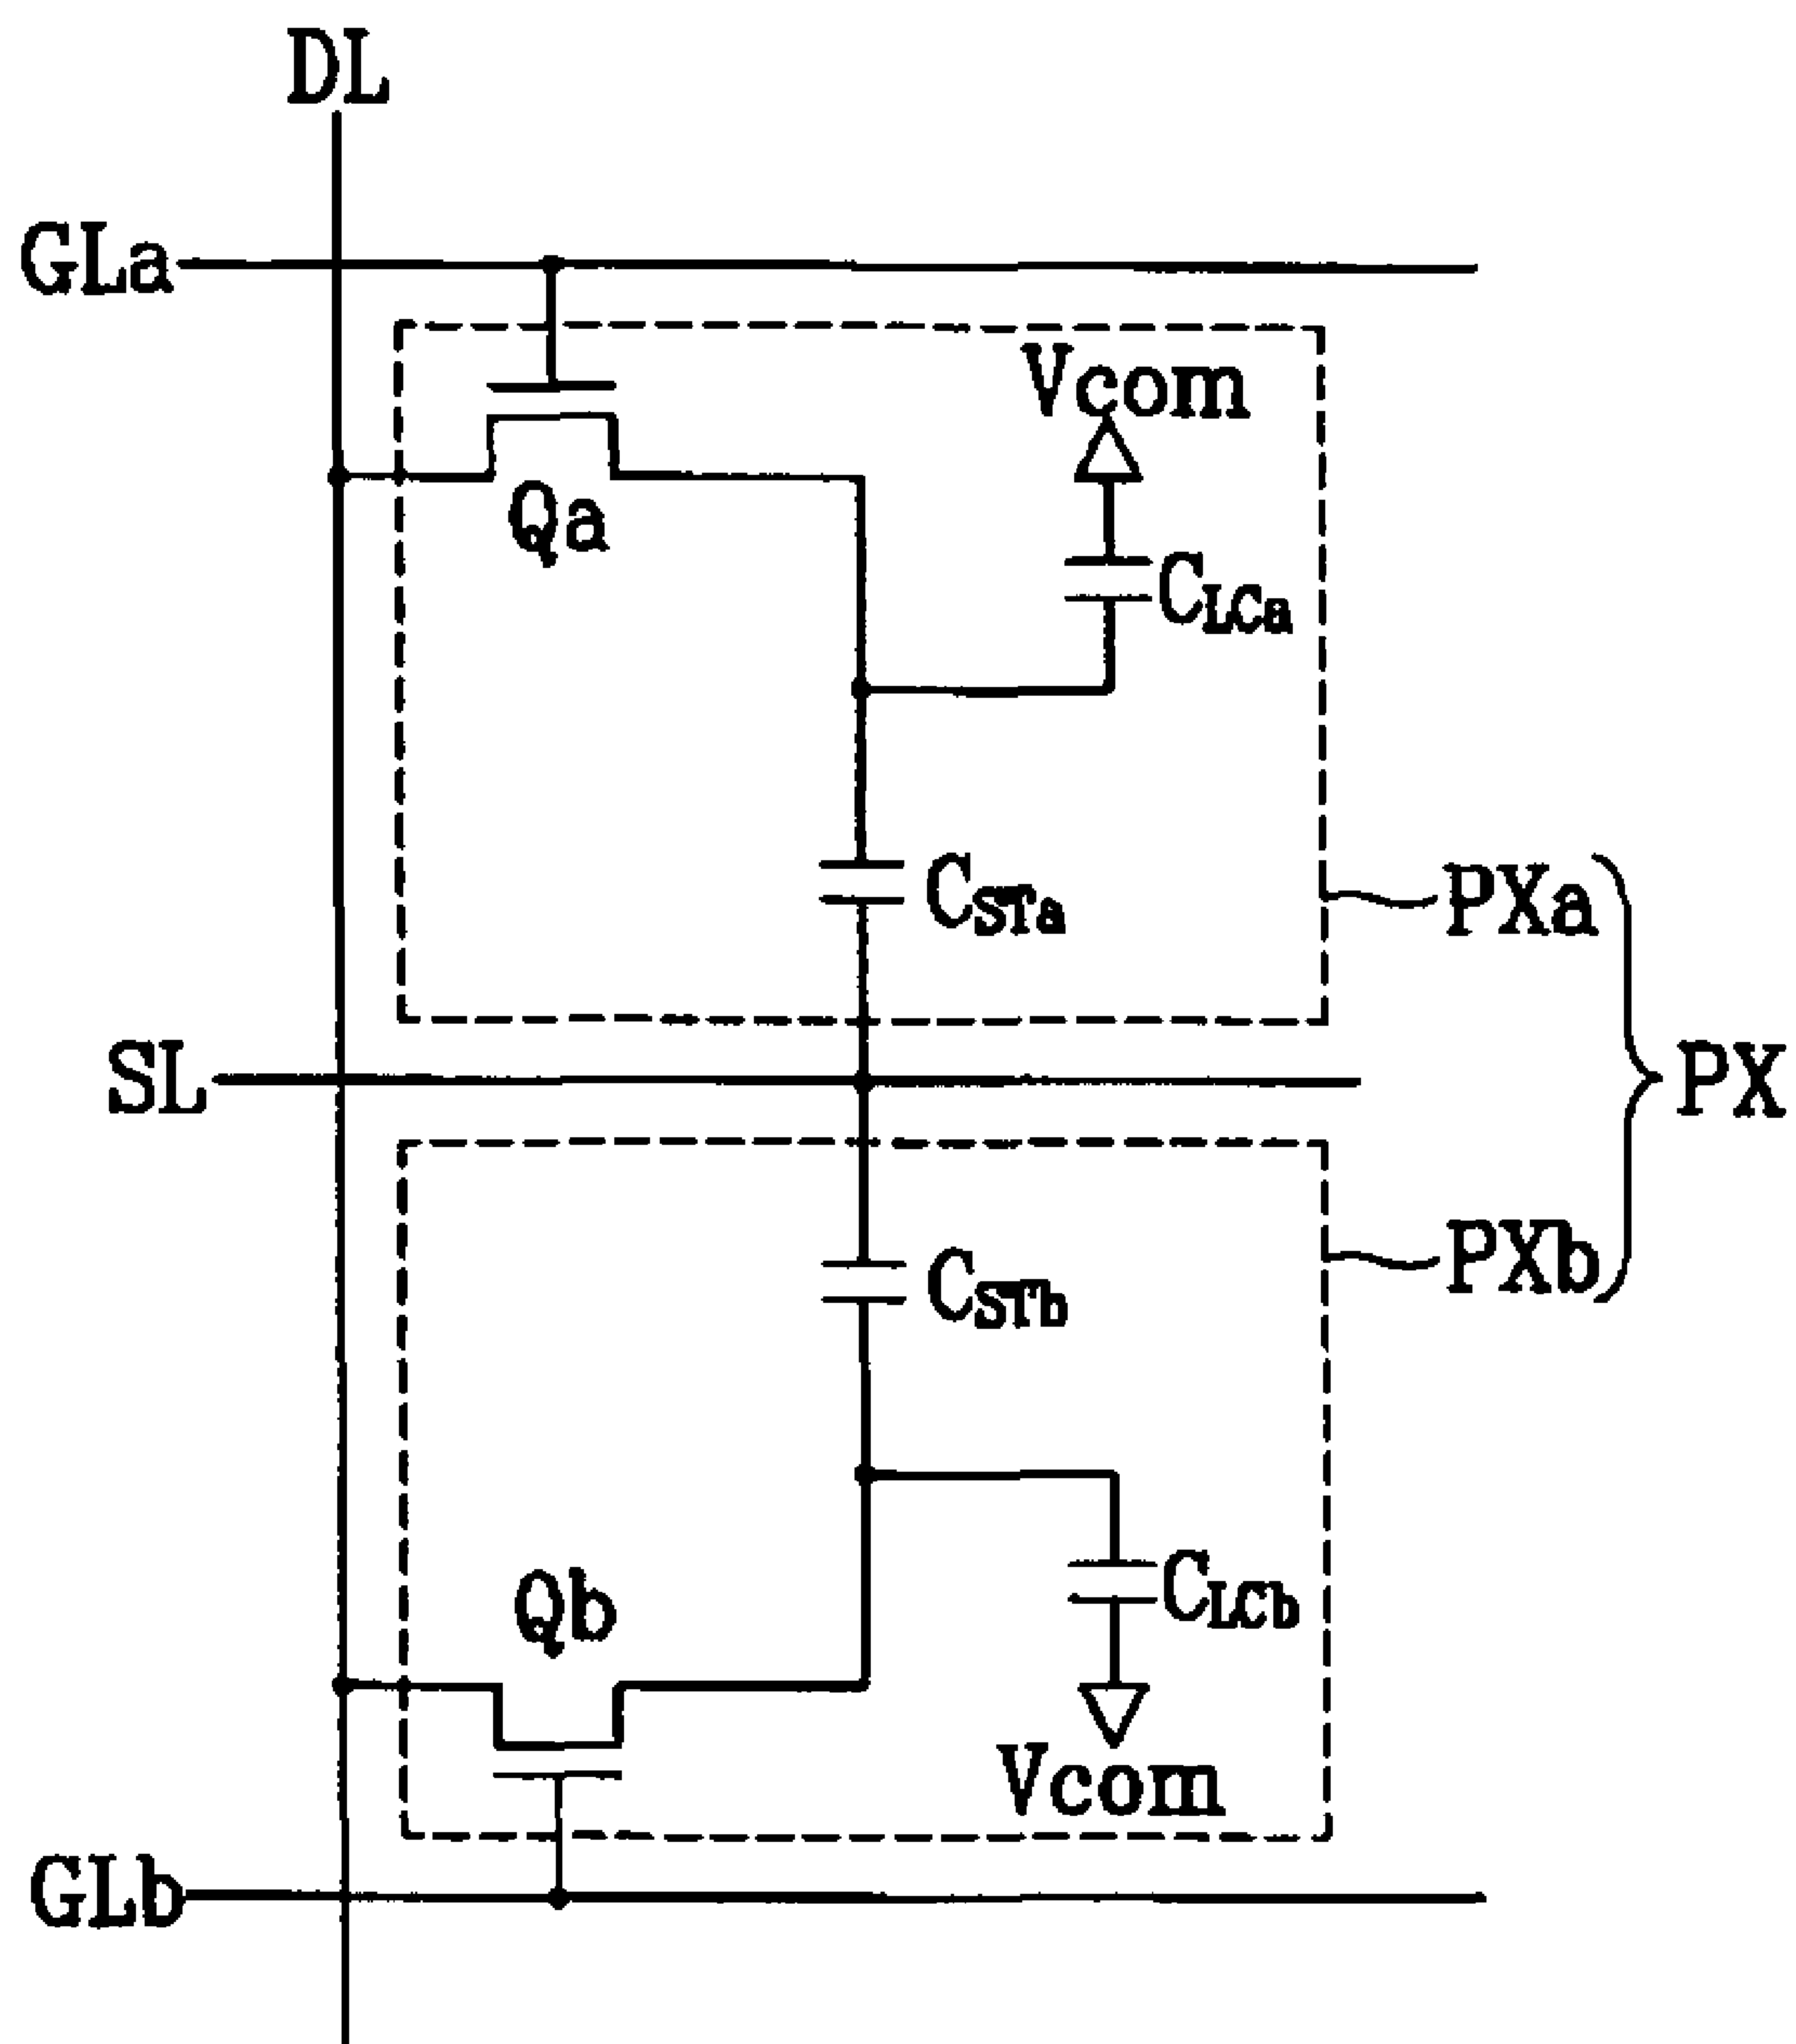 DL
GLa
Vcom
Qa
CLCa
CSTa
PXa
SL
PX
CSTb
PXb
Qb
CLCb
Vcom
GLb